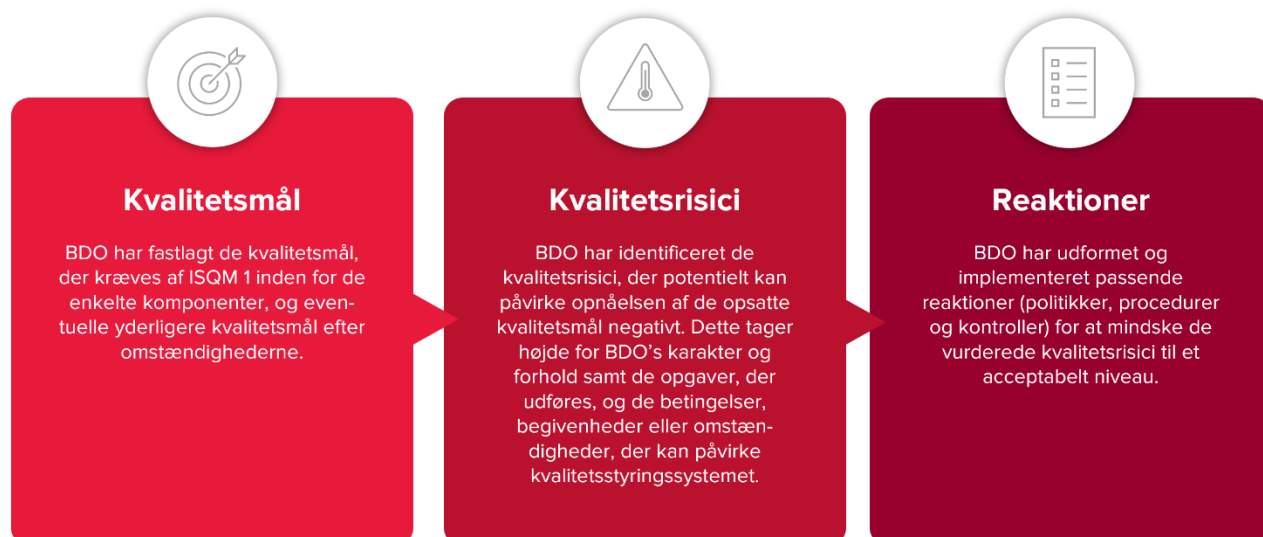 Kvalitetsmål
BDO har fastlagt de kvalitetsmål,
der kræves af ISQM 1 inden for de
enkelte komponenter, og even-
tuelle yderligere kvalitetsmål efter
omstændighederne.
Kvalitetsrisici
BDO har identificeret de
kvalitetsrisici, der potentielt kan
påvirke opnåelsen af de opsatte
kvalitetsmål negativt. Dette tager
højde for BDO’s karakter og
forhold samt de opgaver, der
udføres, og de betingelser,
begivenheder eller omstæn-
digheder, der kan påvirke
kvalitetsstyringssystemet.
Reaktioner
BDO har udformet og
implementeret passende
reaktioner (politikker, procedurer
og kontroller) for at mindske de
vurderede kvalitetsrisici til et
acceptabelt niveau.